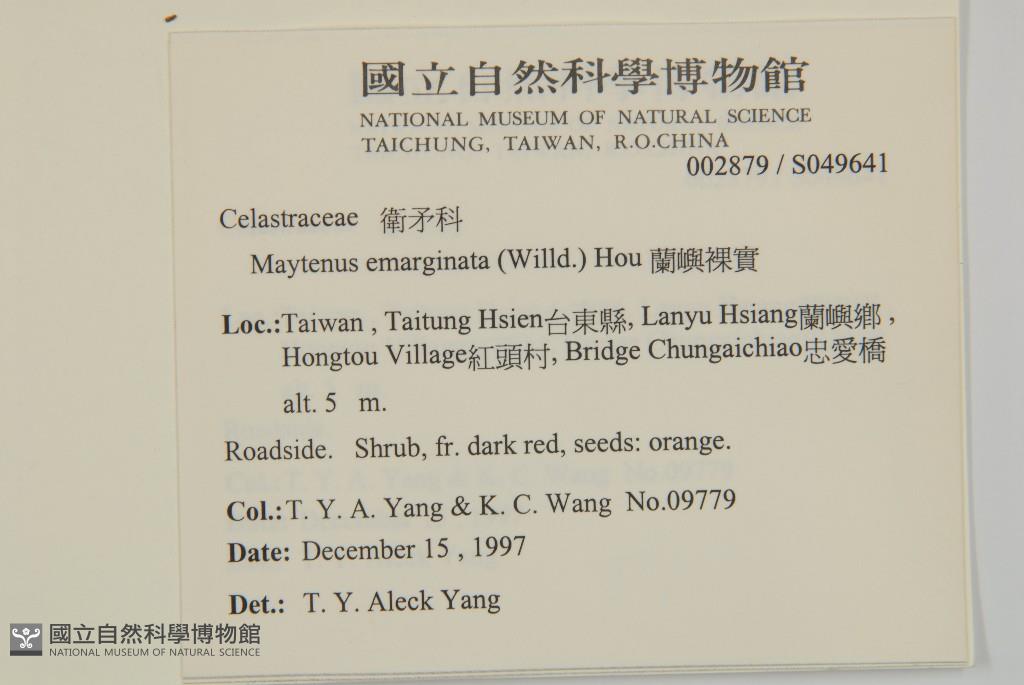 國立自然科學博物館
NATIONAL MUSEUM OF NATURAL SCIENCE
TAICHUNG, TAIWAN, R.O.CHINA
002879 / S049641
Celastraceae 衛矛科
Maytenus emarginata (Willd.) Hou 蘭嶼裸實
Loc.:Taiwan , Taitung Hsien台東縣, Lanyu Hsiang蘭嶼鄉 ,
Hongtou Village紅頭村, Bridge Chungaichiao忠愛橋
alt. 5 m.
Roadside. Shrub, fr. dark red, seeds: orange.
Col.:T. Y. A. Yang & K. C. Wang No.09779
Date: December 15 , 1997
Det.: T. Y. Aleck Yang
國立自然科學博物館
NATIONAL MUSEUM OF NATURAL SCIENCE